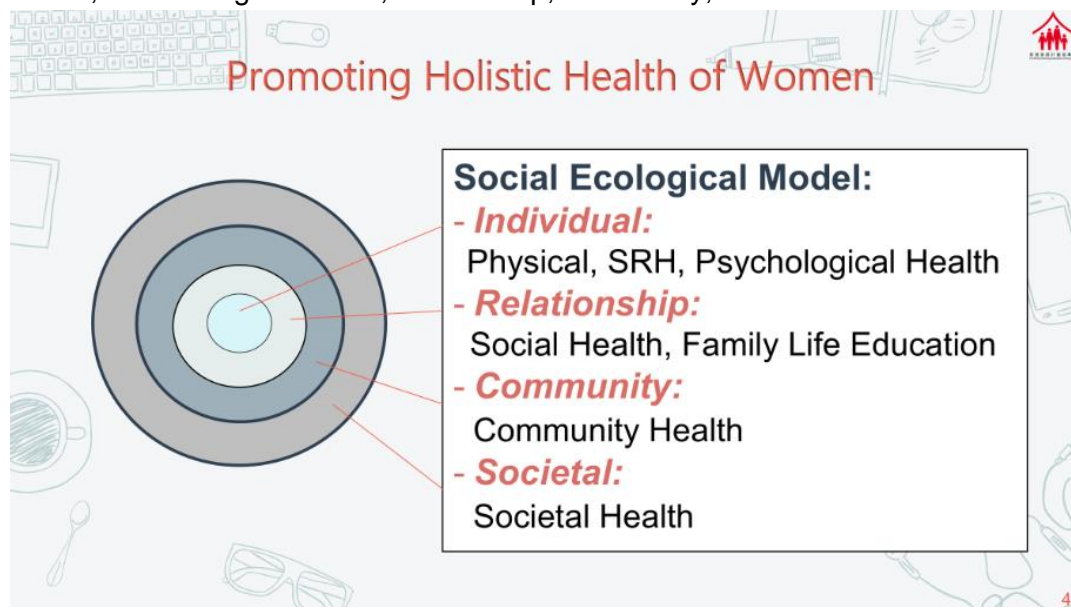 Promoting Holistic Health of Women
Social Ecological Model:
- Individual:
Physical, SRH, Psychological Health
- Relationship:
Social Health, Family Life Education
- Community:
Community Health
- Societal:
Societal Health
4